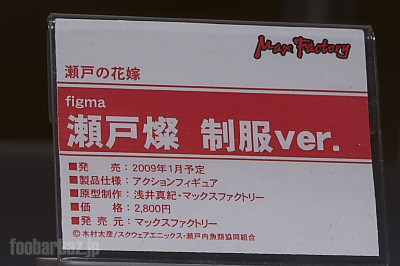 Max Factory
瀬戸の花嫁
figma
瀬戸燦 制服ver.
■発　売：2009年1月予定
■製品仕様：アクションフィギュア
■原型制作：浅井真紀・マックスファクトリー
■価　格：2,800円
■発 売 元：マックスファクトリー
©木村太彦/スクウェアエニックス・瀬戸内魚類協同組合
foobarbaz.jp